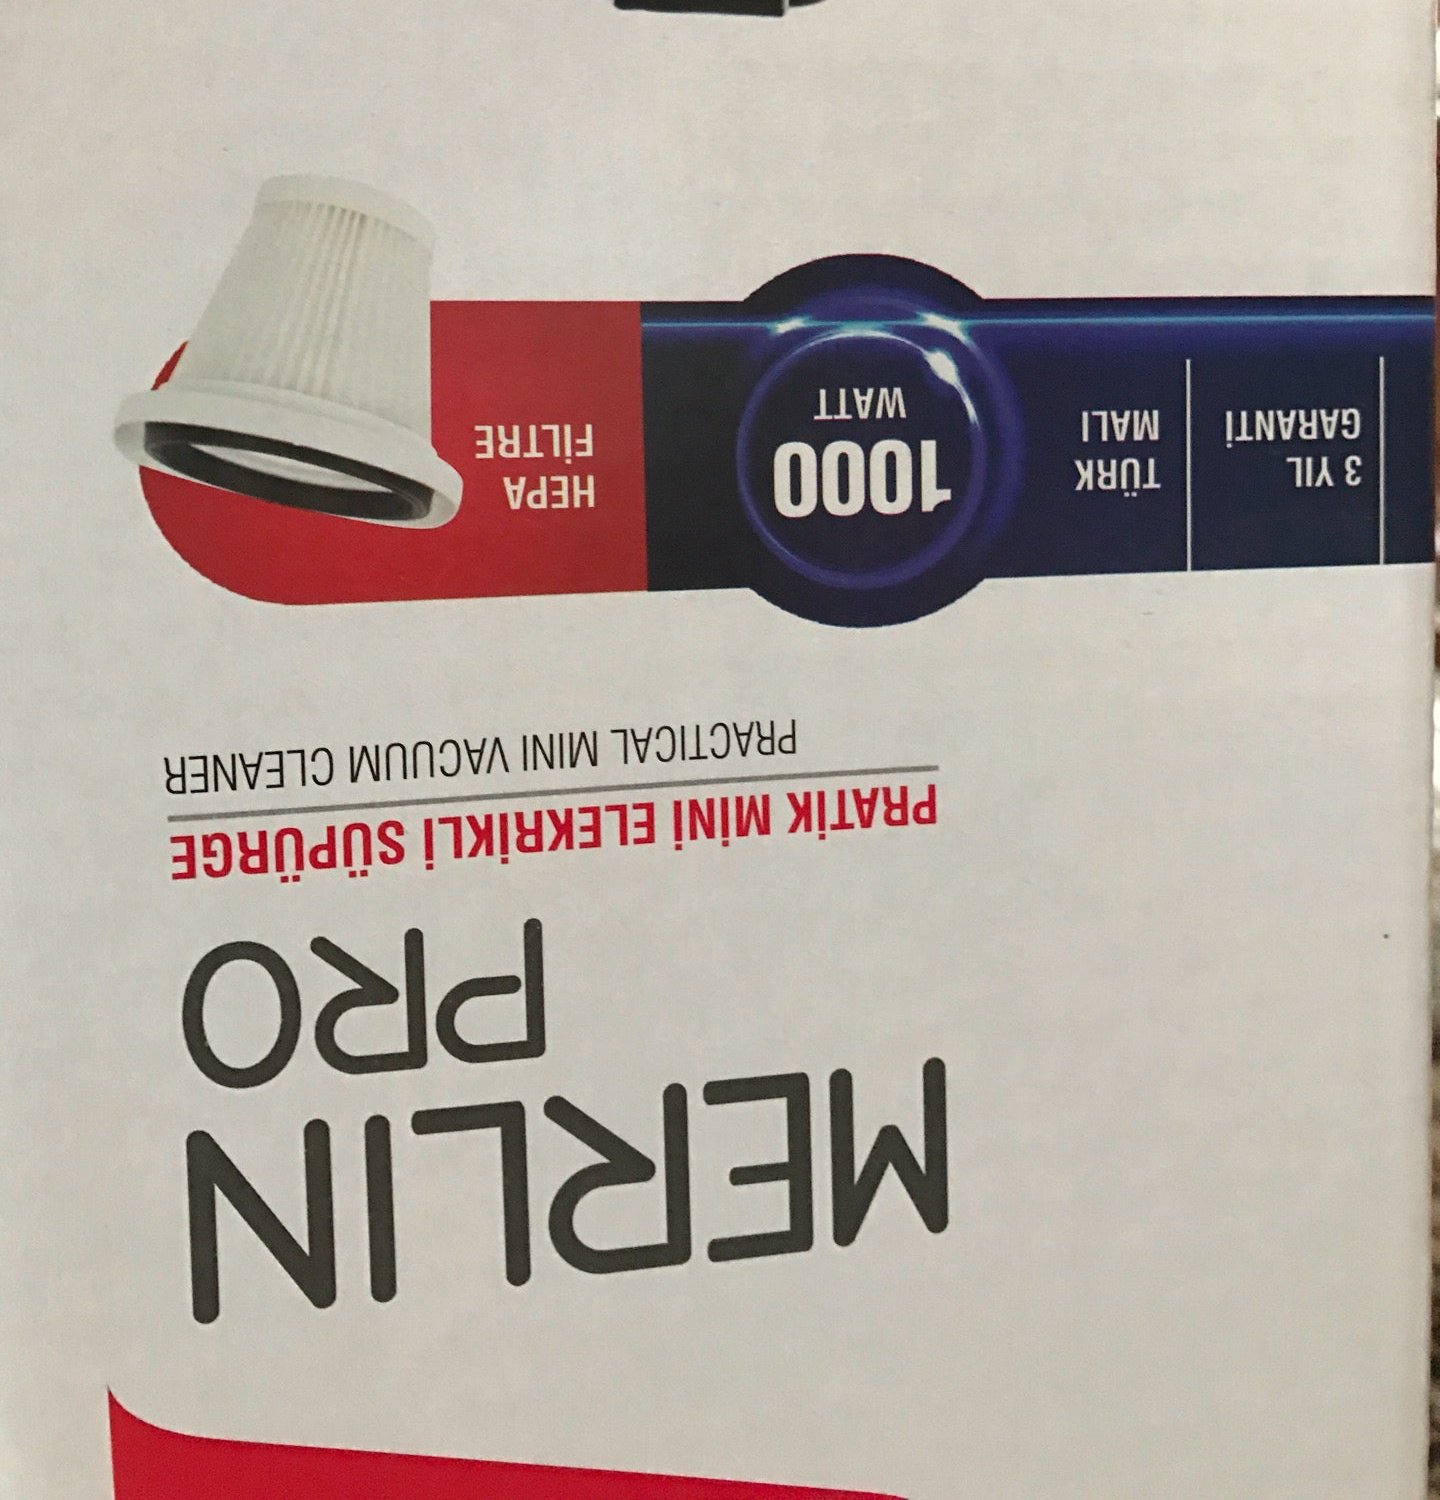 MERLIN
PRO
PRATİK MİNİ ELEKRİKLİ SÜPÜRGE
PRACTICAL MINI VACUUM CLEANER
3 YIL
GARANTİ
TÜRK
MALI
1000
WATT
HEPA
FİLTRE